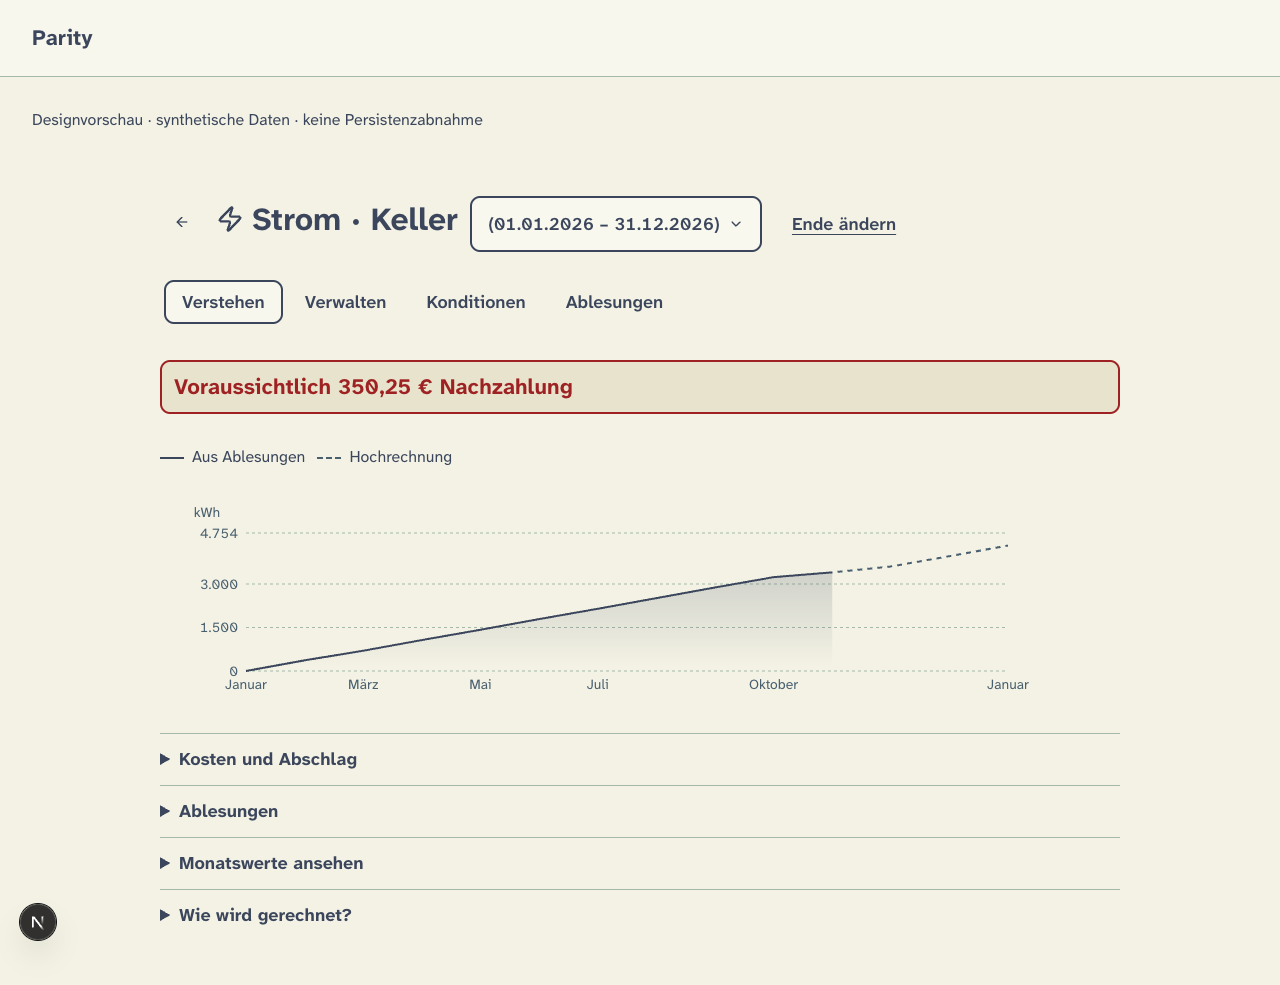 Parity
Designvorschau · synthetische Daten · keine Persistenzabnahme
← Strom · Keller (01.01.2026 – 31.12.2026) Ende ändern
Verstehen Verwalten Konditionen Ablesungen
Voraussichtlich 350,25 € Nachzahlung
Aus Ablesungen Hochrechnung
kWh
4.754
3.000
1.500
0
Januar März Mai Juli Oktober Januar
Kosten und Abschlag
Ablesungen
Monatswerte ansehen
Wie wird gerechnet?
N